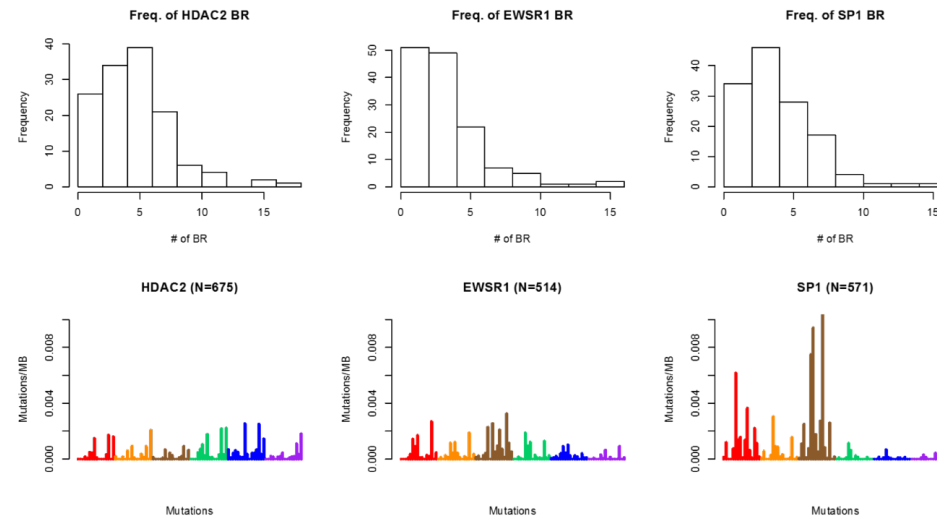 Freq. of HDAC2 BR
Frequency
0 10 20 30 40
0 5 10 15
# of BR
Freq. of EWSR1 BR
Frequency
0 10 20 30 40 50
0 5 10 15
# of BR
Freq. of SP1 BR
Frequency
0 10 20 30 40
0 5 10 15
# of BR
HDAC2 (N=675)
Mutations/MB
0.000 0.004 0.008
Mutations
EWSR1 (N=514)
Mutations/MB
0.000 0.004 0.008
Mutations
SP1 (N=571)
Mutations/MB
0.000 0.004 0.008
Mutations